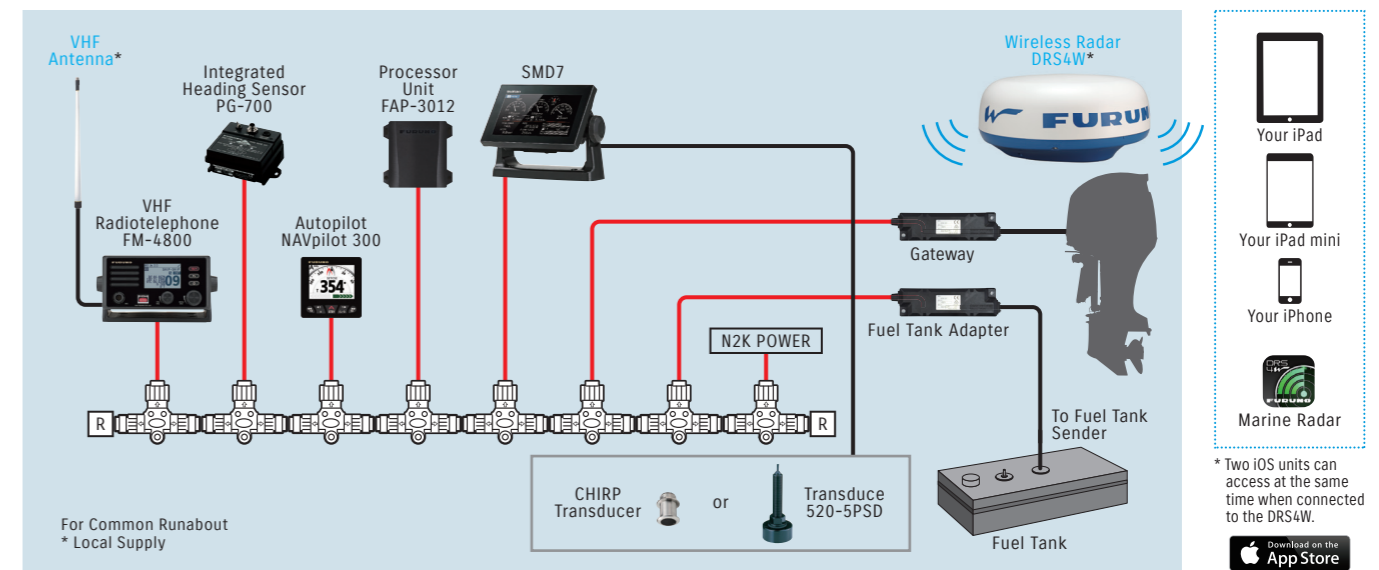 VHF
Antenna*
Integrated
Heading Sensor
PG-700
Processor
Unit
FAP-3012
SMD7
Wireless Radar
DRS4W*
FURUNO
FURUN
VHF
Radiotelephone
FM-4800
09
Autopilot
NAVpilot 300
354°
Gateway
Fuel Tank Adapter
N2K POWER
R
R
To Fuel Tank
Sender
CHIRP
Transducer
or
Transduce
520-5PSD
Fuel Tank
For Common Runabout
* Local Supply
Your iPad
Your iPad mini
Your iPhone
DRS
4W
FURUNO
Marine Radar
* Two iOS units can
access at the same
time when connected
to the DRS4W.
Download on the
App Store